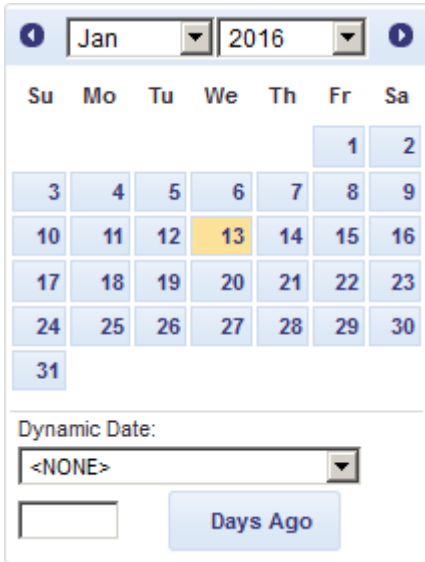 Jan 2016
Su Mo Tu We Th Fr Sa
1 2
3 4 5 6 7 8 9
10 11 12 13 14 15 16
17 18 19 20 21 22 23
24 25 26 27 28 29 30
31
Dynamic Date:
<NONE>
Days Ago